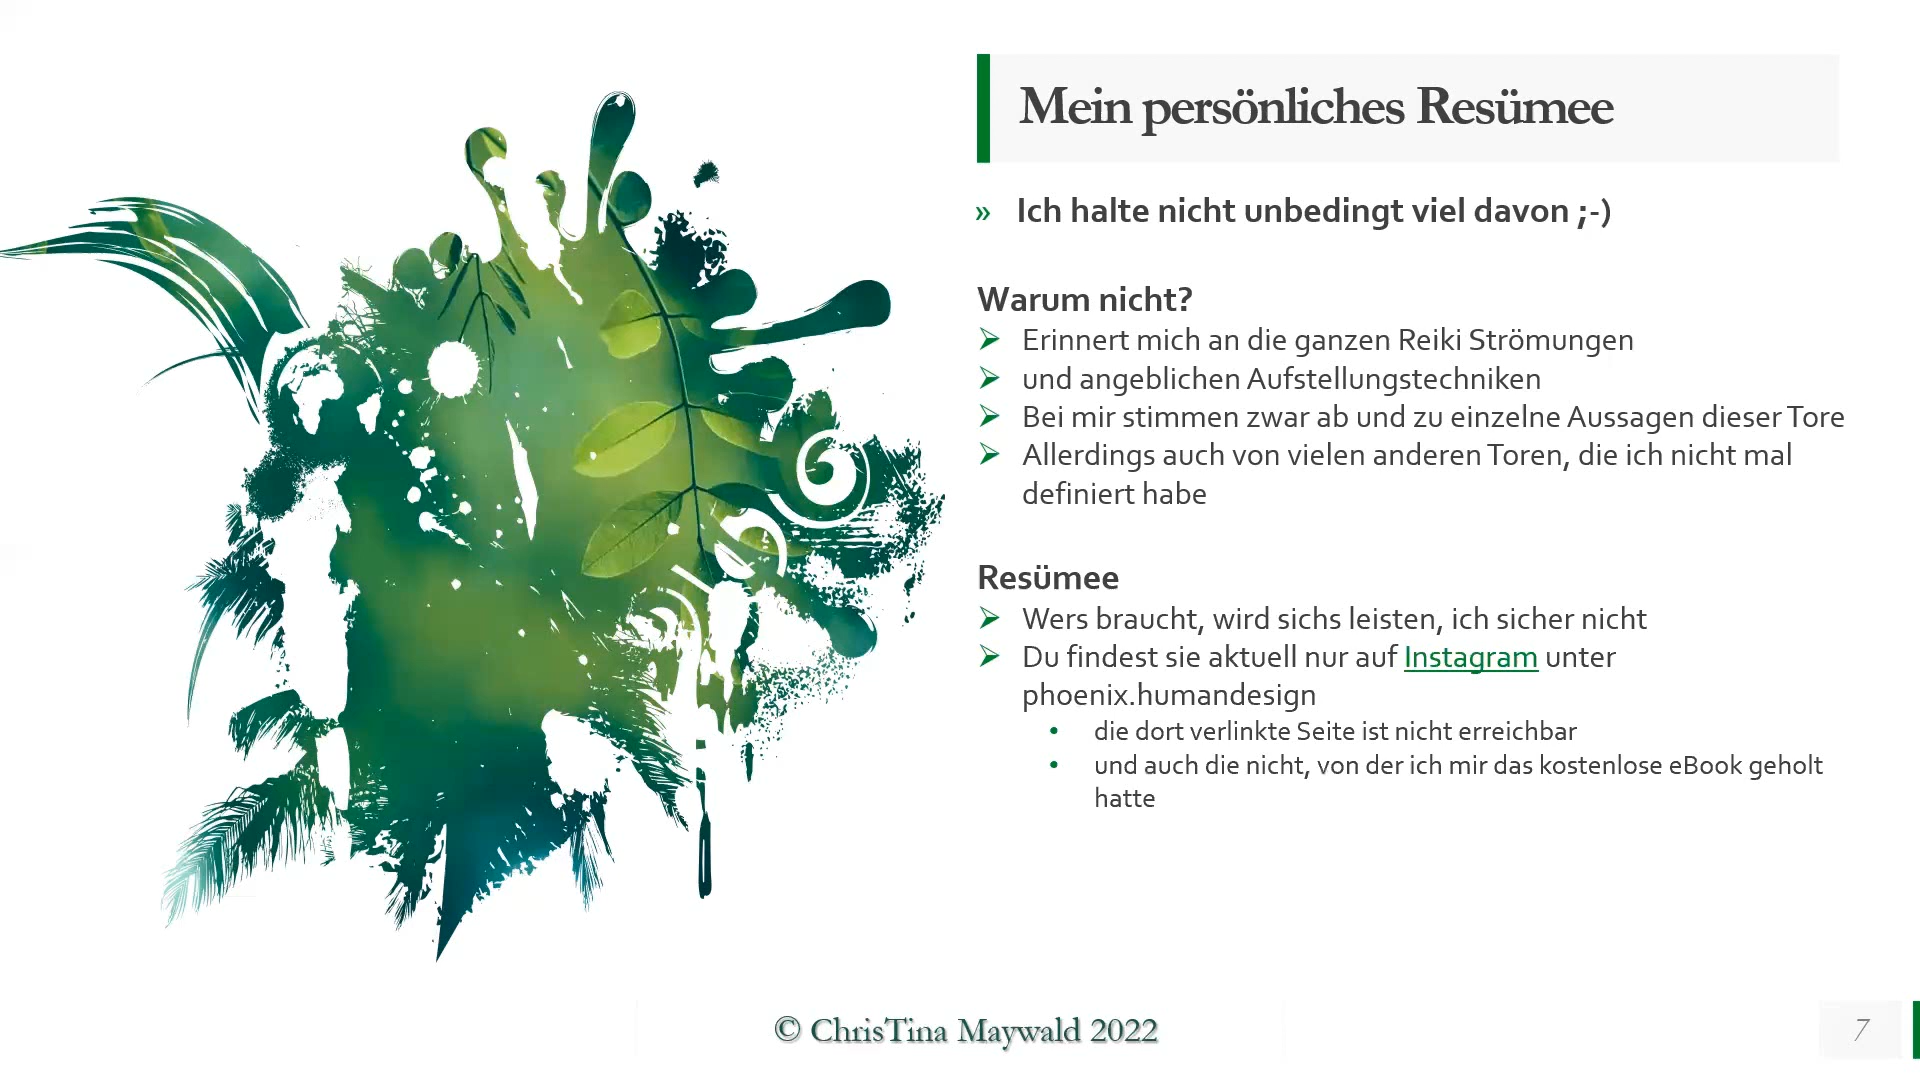 Mein persönliches Resümee
» Ich halte nicht unbedingt viel davon ;-)
Warum nicht?
➢ Erinnert mich an die ganzen Reiki Strömungen
➢ und angeblichen Aufstellungstechniken
➢ Bei mir stimmen zwar ab und zu einzelne Aussagen dieser Tore
➢ Allerdings auch von vielen anderen Toren, die ich nicht mal
definiert habe
Resümee
➢ Wers braucht, wird sichs leisten, ich sicher nicht
➢ Du findest sie aktuell nur auf Instagram unter
phoenix.humandesign
• die dort verlinkte Seite ist nicht erreichbar
• und auch die nicht, von der ich mir das kostenlose eBook geholt
hatte
© ChrisTina Maywald 2022
7